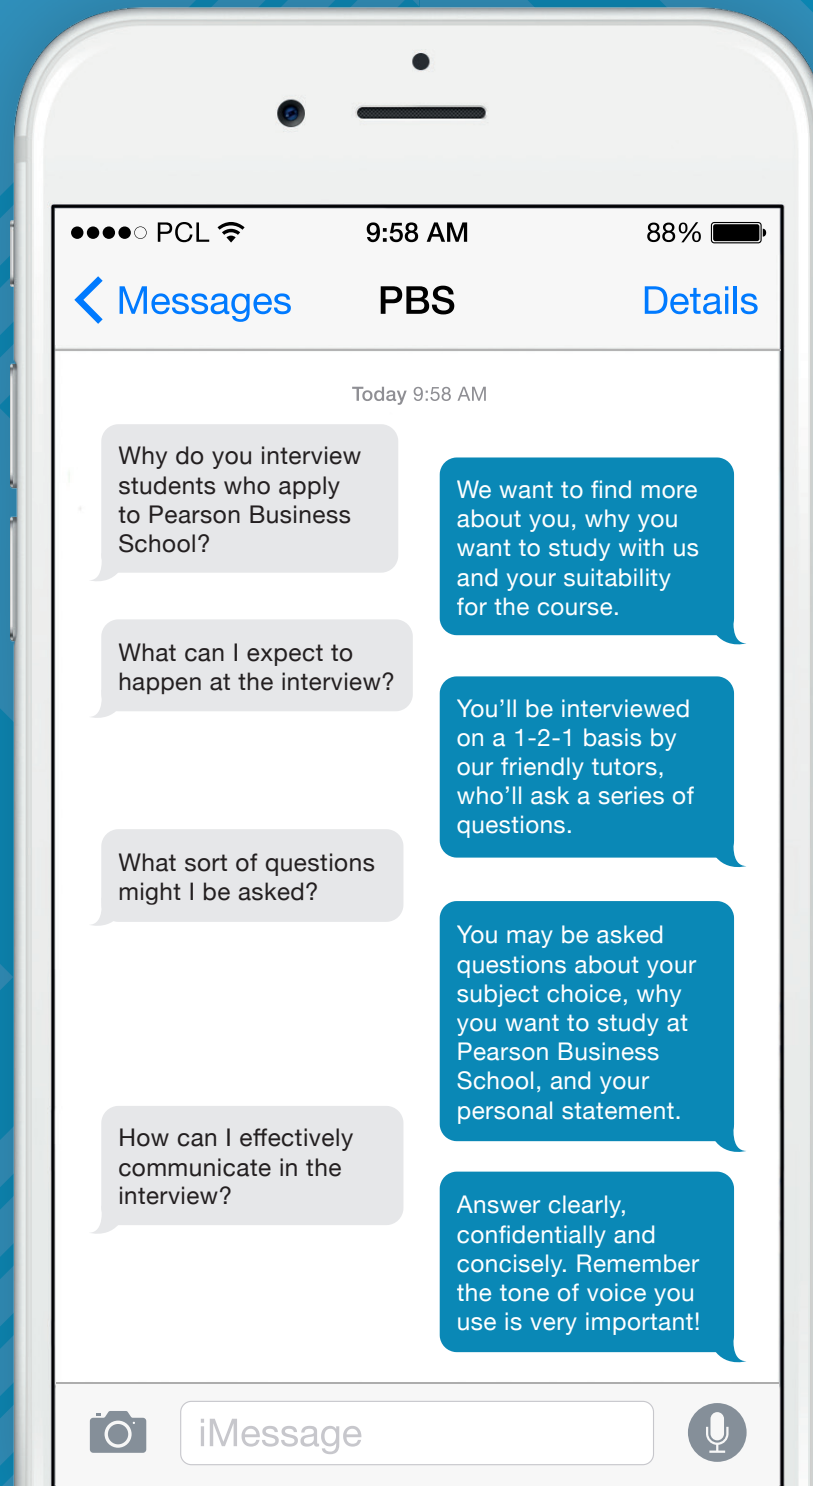 PCL
9:58 AM
88%
Messages
PBS
Details
Today 9:58 AM
Why do you interview
students who apply
to Pearson Business
School?
We want to find more
about you, why you
want to study with us
and your suitability
for the course.
What can I expect to
happen at the interview?
You’ll be interviewed
on a 1-2-1 basis by
our friendly tutors,
who’ll ask a series of
questions.
What sort of questions
might I be asked?
You may be asked
questions about your
subject choice, why
you want to study at
Pearson Business
School, and your
personal statement.
How can I effectively
communicate in the
interview?
Answer clearly,
confidentially and
concisely. Remember
the tone of voice you
use is very important!
iMessage